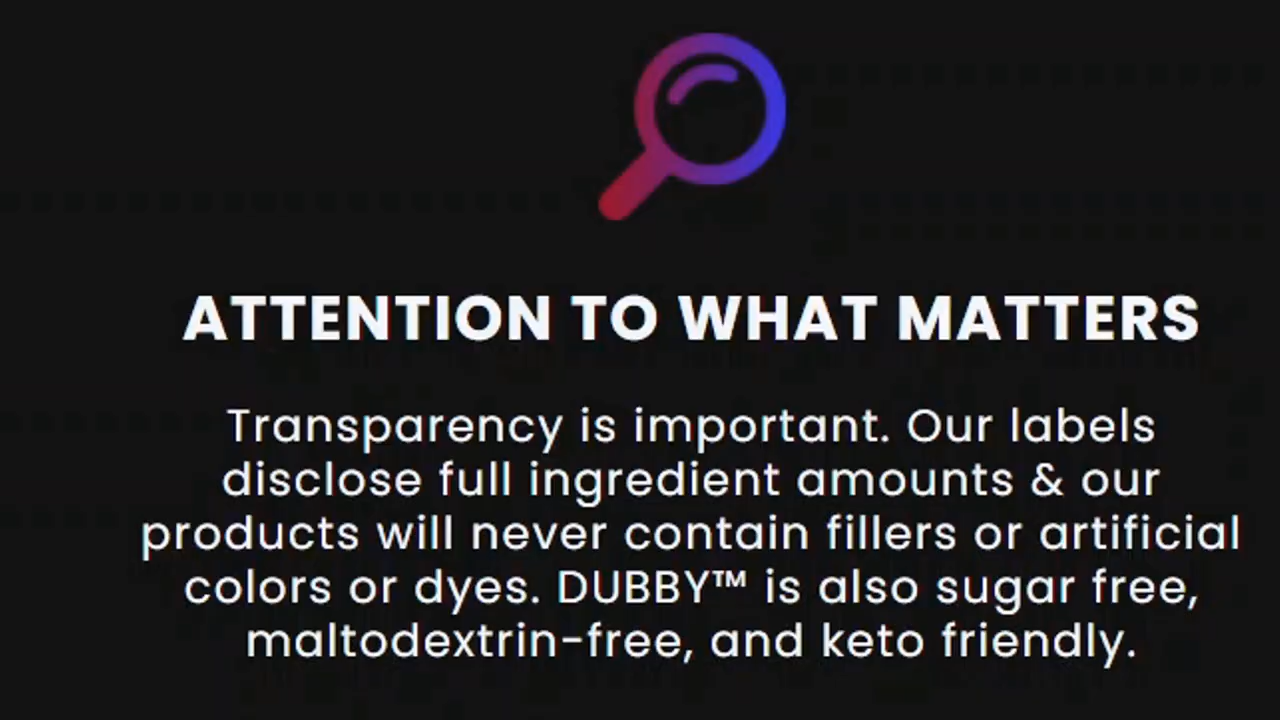 ATTENTION TO WHAT MATTERS
Transparency is important. Our labels
disclose full ingredient amounts & our
products will never contain fillers or artificial
colors or dyes. DUBBY™ is also sugar free,
maltodextrin-free, and keto friendly.